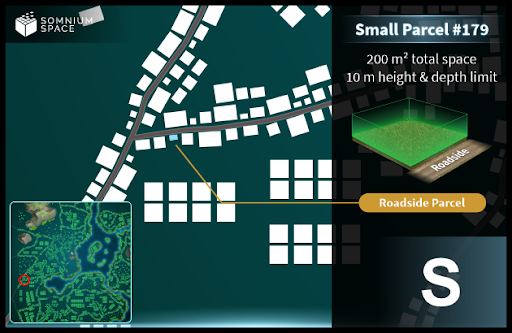 SOMNIUM
SPACE
Small Parcel #179
200 m² total space
10 m height & depth limit
Roadside
Roadside Parcel
S